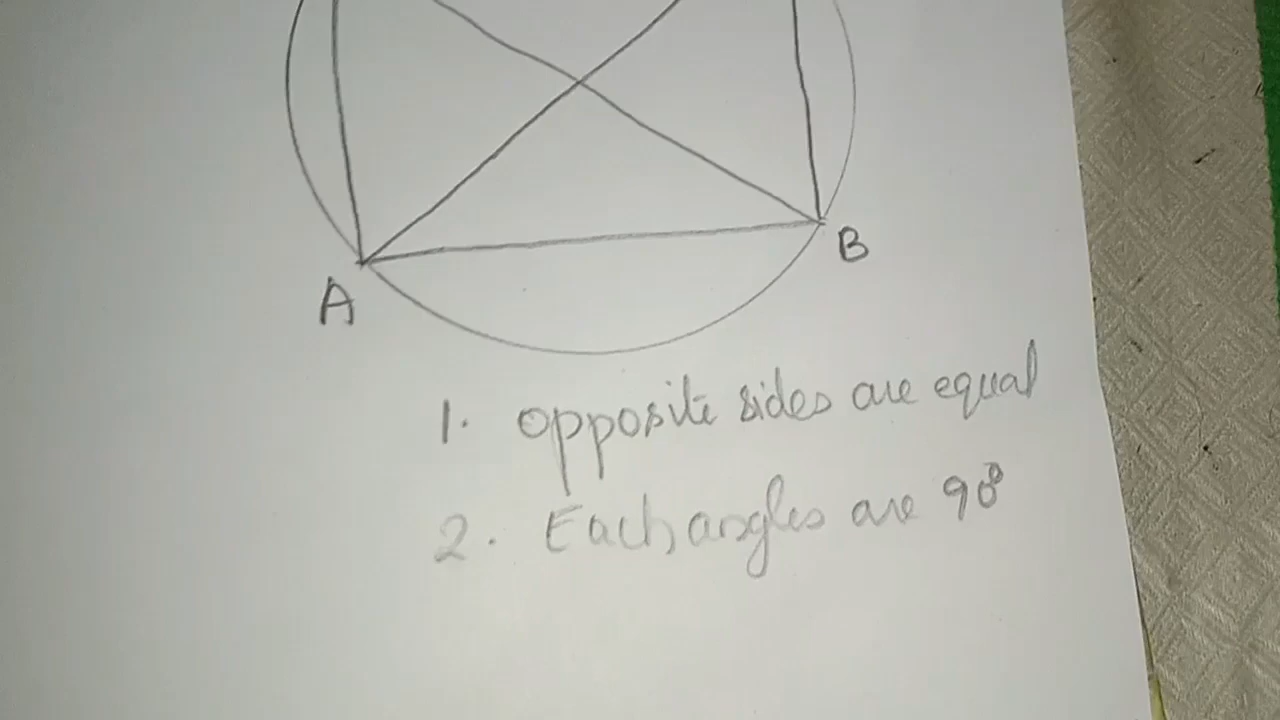 A
B
1. opposite sides are equal
2. Each angles are 90°